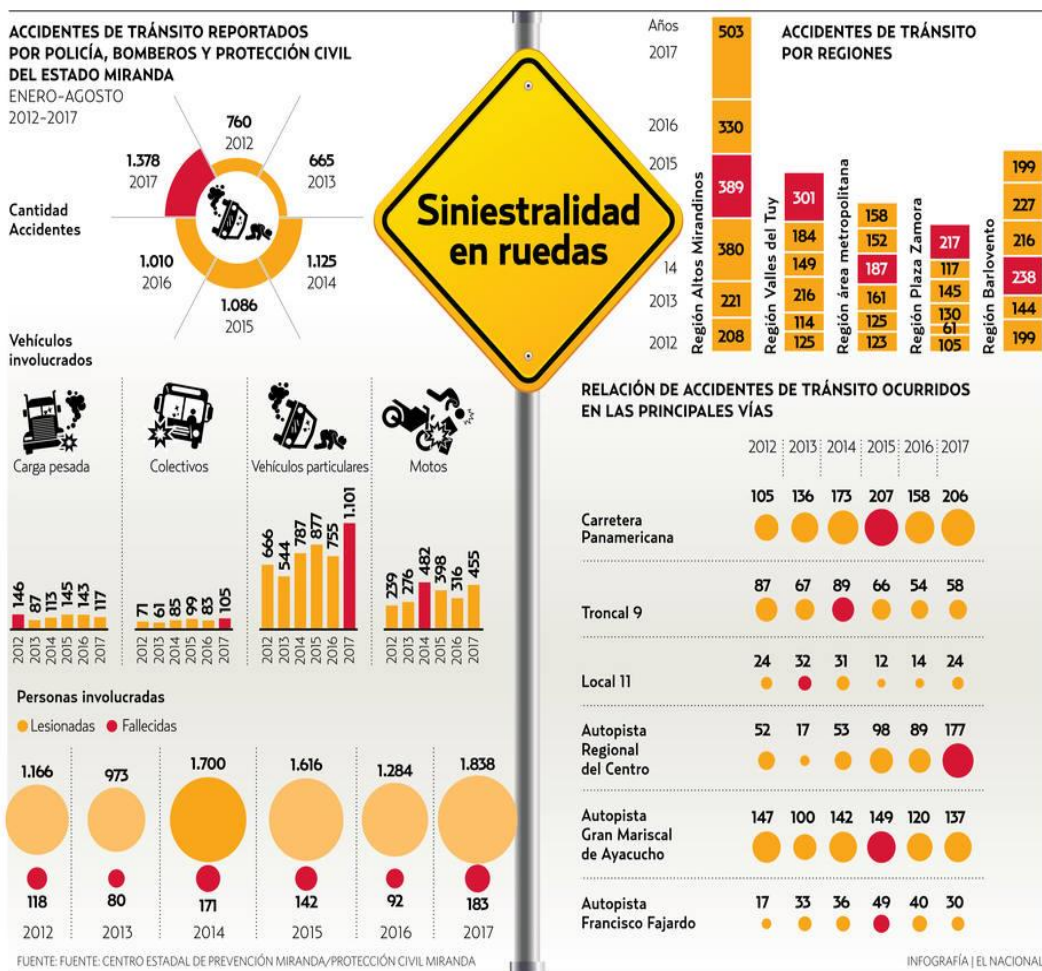 ACCIDENTES DE TRÁNSITO REPORTADOS
POR POLICÍA, BOMBEROS Y PROTECCIÓN CIVIL
DEL ESTADO MIRANDA
ENERO-AGOSTO
2012-2017
Cantidad
Accidentes
760
2012
665
2013
1.125
2014
1.086
2015
1.010
2016
1.378
2017
Vehículos
involucrados
Carga pesada
146 87 113 145 143 117
2012 2013 2014 2015 2016 2017
Colectivos
71 61 85 99 83 105
2012 2013 2014 2015 2016 2017
Vehículos particulares
666 544 787 877 755 1.101
2012 2013 2014 2015 2016 2017
Motos
239 276 482 398 316 455
2012 2013 2014 2015 2016 2017
Personas involucradas
Lesionadas Fallecidas
1.166 973 1.700 1.616 1.284 1.838
118 80 171 142 92 183
2012 2013 2014 2015 2016 2017
FUENTE: FUENTE: CENTRO ESTADAL DE PREVENCIÓN MIRANDA/PROTECCIÓN CIVIL MIRANDA
Siniestralidad
en ruedas
ACCIDENTES DE TRÁNSITO
POR REGIONES
Años
2017
2016
2015
14
2013
2012
Región Altos Mirandinos
503
330
389
380
221
208
Región Valles del Tuy
301
184
149
216
114
125
Región área metropolitana
158
152
187
161
125
123
Región Plaza Zamora
217
117
145
130
61
105
Región Barlovento
199
227
216
238
144
199
RELACIÓN DE ACCIDENTES DE TRÁNSITO OCURRIDOS
EN LAS PRINCIPALES VÍAS
2012 2013 2014 2015 2016 2017
Carretera
Panamericana
105 136 173 207 158 206
Troncal 9
87 67 89 66 54 58
Local 11
24 32 31 12 14 24
Autopista
Regional
del Centro
52 17 53 98 89 177
Autopista
Gran Mariscal
de Ayacucho
147 100 142 149 120 137
Autopista
Francisco Fajardo
17 33 36 49 40 30
INFOGRAFÍA | EL NACIONAL